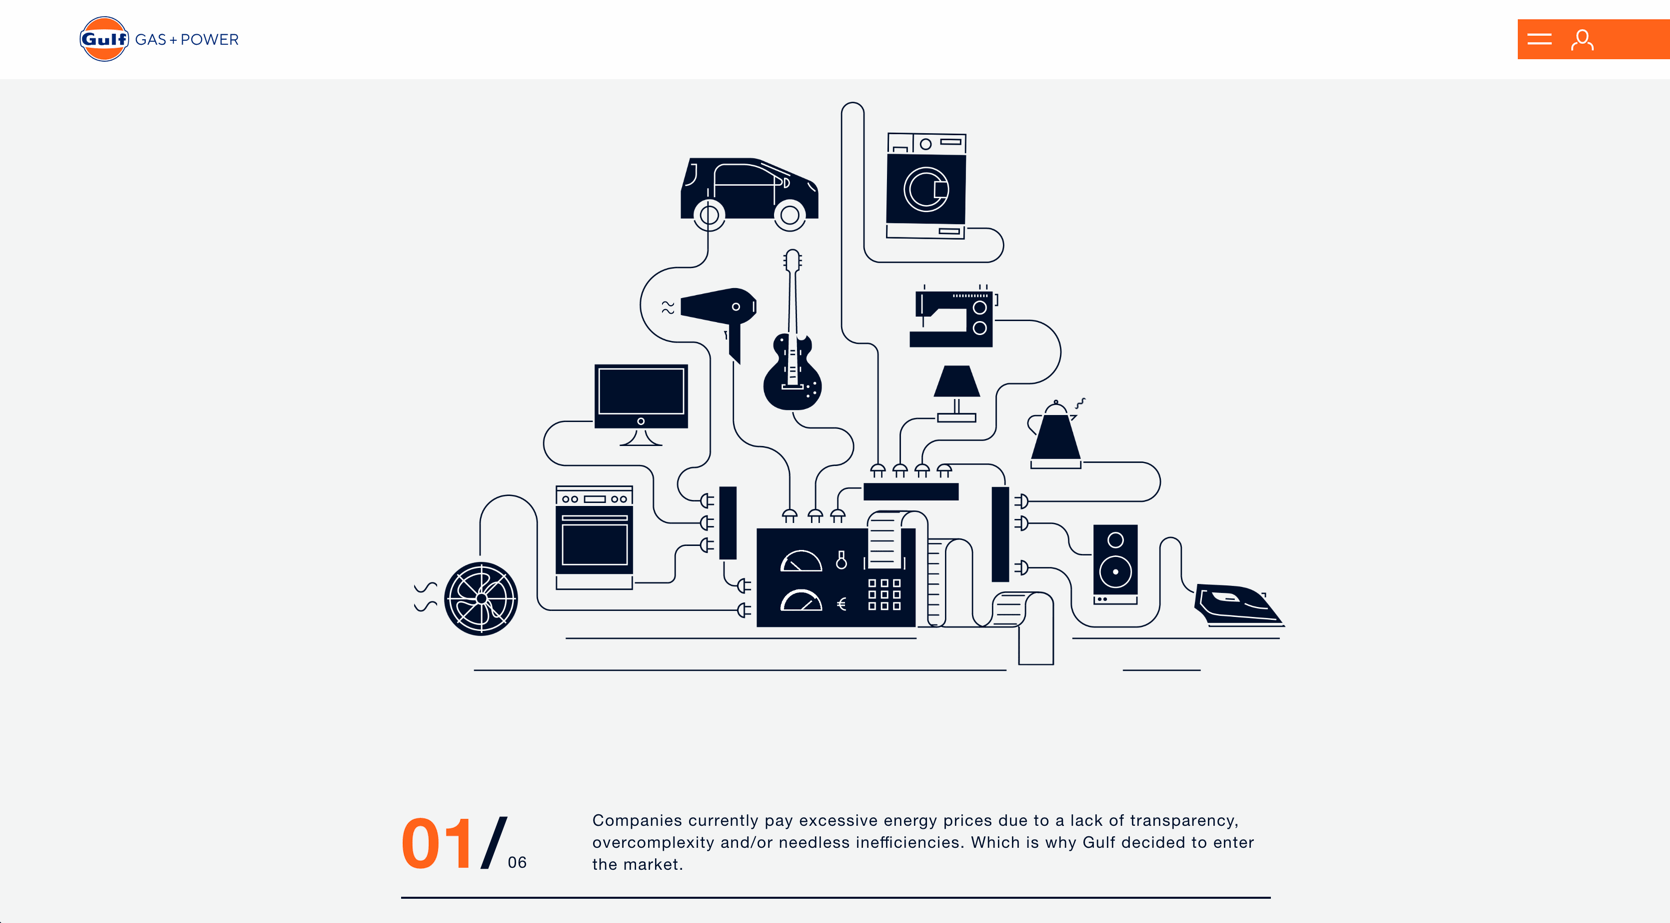 Gulf GAS + POWER
€
01/06
Companies currently pay excessive energy prices due to a lack of transparency,
overcomplexity and/or needless inefficiencies. Which is why Gulf decided to enter
the market.